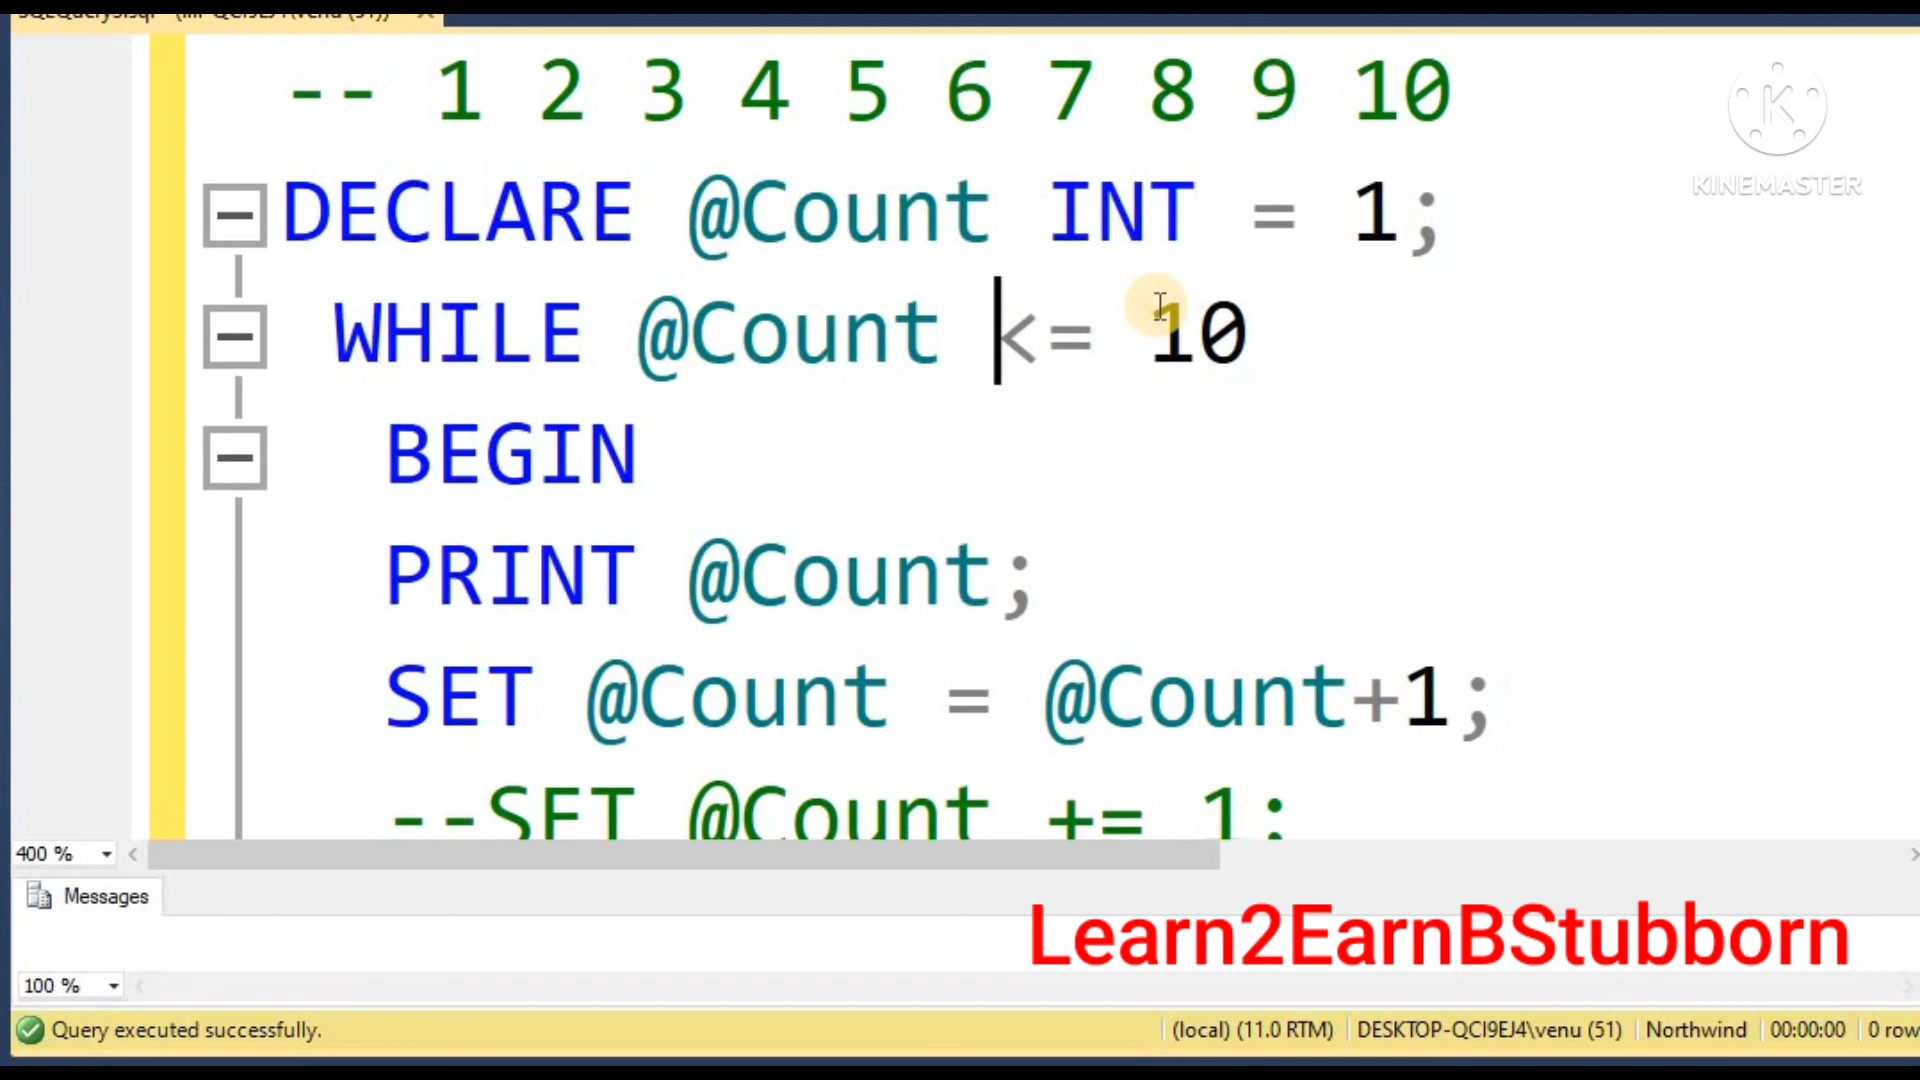 -- 1 2 3 4 5 6 7 8 9 10
DECLARE @Count INT = 1;
WHILE @Count <= 10
BEGIN
PRINT @Count;
SET @Count = @Count+1;
--SET @Count += 1;
KINEMASTER
400 %
Messages
Learn2EarnBStubborn
100 %
Query executed successfully. (local) (11.0 RTM) DESKTOP-QCI9EJ4\venu (51) Northwind 00:00:00 0 row